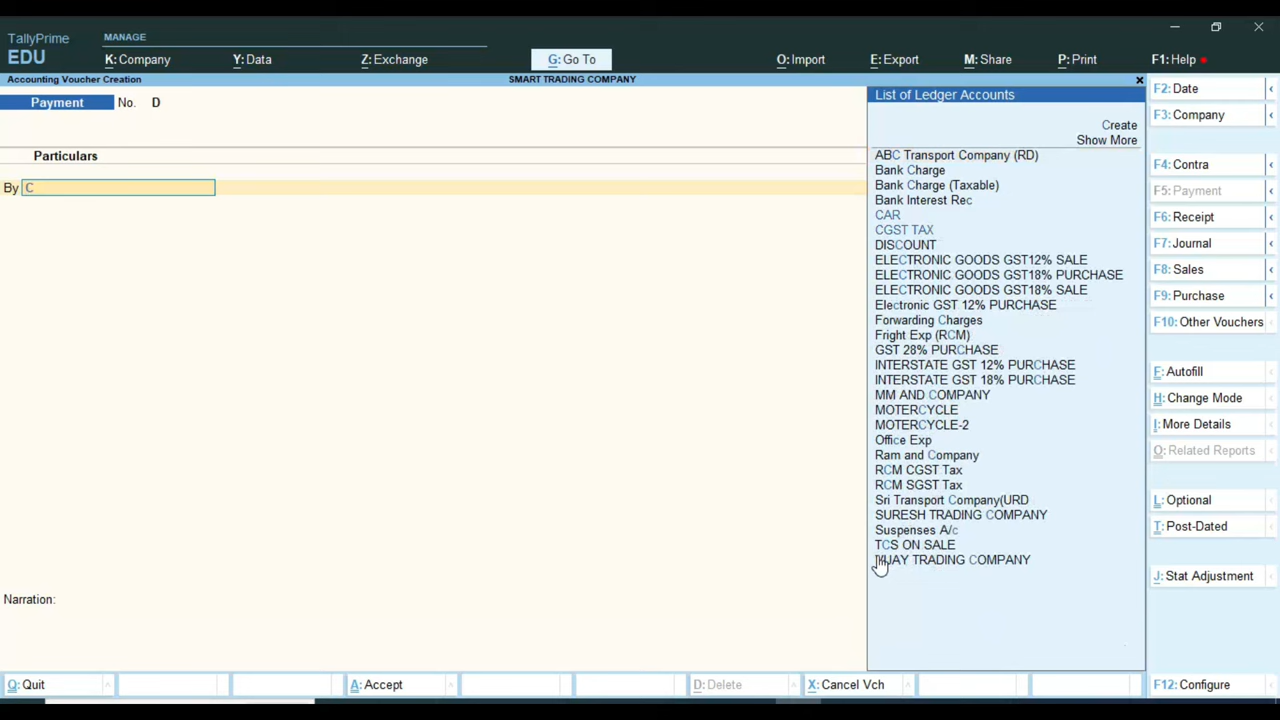 TallyPrime
EDU
MANAGE
K: Company
Y: Data
Z: Exchange
G: Go To
O: Import
E: Export
M: Share
P: Print
F1: Help
Accounting Voucher Creation
SMART TRADING COMPANY
Payment No. D
Particulars
By C
Narration:
List of Ledger Accounts
Create
Show More
ABC Transport Company (RD)
Bank Charge
Bank Charge (Taxable)
Bank Interest Rec
CAR
CGST TAX
DISCOUNT
ELECTRONIC GOODS GST12% SALE
ELECTRONIC GOODS GST18% PURCHASE
ELECTRONIC GOODS GST18% SALE
Electronic GST 12% PURCHASE
Forwarding Charges
Fright Exp (RCM)
GST 28% PURCHASE
INTERSTATE GST 12% PURCHASE
INTERSTATE GST 18% PURCHASE
MM AND COMPANY
MOTERCYCLE
MOTERCYCLE-2
Office Exp
Ram and Company
RCM CGST Tax
RCM SGST Tax
Sri Transport Company(URD
SURESH TRADING COMPANY
Suspenses A/c
TCS ON SALE
VIJAY TRADING COMPANY
F2: Date
F3: Company
F4: Contra
F5: Payment
F6: Receipt
F7: Journal
F8: Sales
F9: Purchase
F10: Other Vouchers
F: Autofill
H: Change Mode
I: More Details
O: Related Reports
L: Optional
T: Post-Dated
J: Stat Adjustment
Q: Quit
A: Accept
D: Delete
X: Cancel Vch
F12: Configure